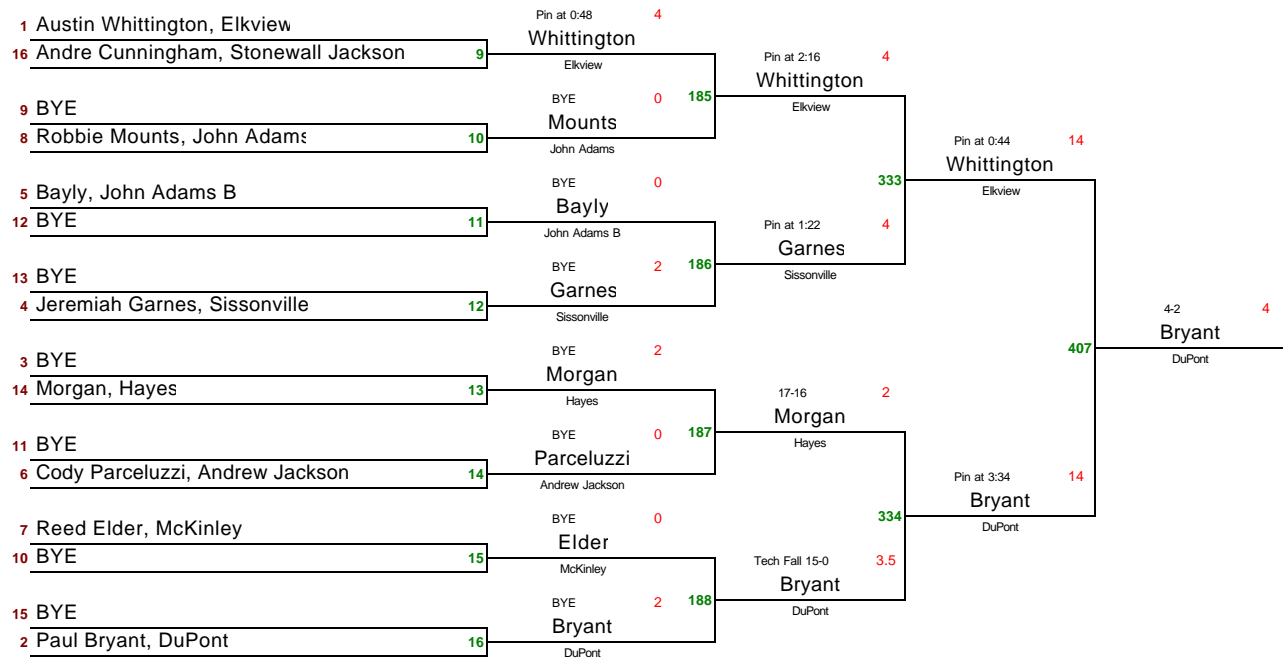 1 Austin Whittington, Elkview
16 Andre Cunningham, Stonewall Jackson 9
9 BYE
8 Robbie Mounts, John Adams 10
5 Bayly, John Adams B
12 BYE 11
13 BYE
4 Jeremiah Garnes, Sissonville 12
3 BYE
14 Morgan, Hayes 13
11 BYE
6 Cody Parceluzzi, Andrew Jackson 14
7 Reed Elder, McKinley
10 BYE 15
15 BYE
2 Paul Bryant, DuPont 16
Pin at 0:48 4
Whittington
Elkview
BYE 0
Mounts
John Adams
185
BYE 0
Bayly
John Adams B
BYE 2
Garnes
Sissonville
186
BYE 2
Morgan
Hayes
BYE 0
Parceluzzi
Andrew Jackson
187
BYE 0
Elder
McKinley
BYE 2
Bryant
DuPont
188
Pin at 2:16 4
Whittington
Elkview
333
Pin at 1:22 4
Garnes
Sissonville
17-16 2
Morgan
Hayes
334
Tech Fall 15-0 3.5
Bryant
DuPont
Pin at 0:44 14
Whittington
Elkview
407
Pin at 3:34 14
Bryant
DuPont
4-2 4
Bryant
DuPont